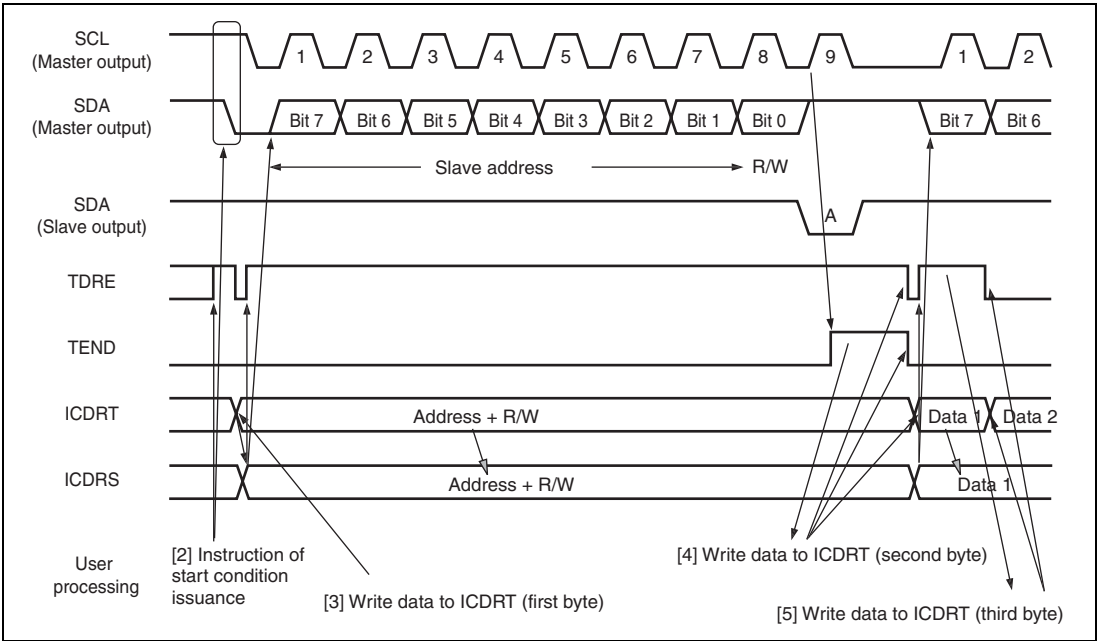 SCL
(Master output)
1 2 3 4 5 6 7 8 9 1 2
SDA
(Master output)
Bit 7 Bit 6 Bit 5 Bit 4 Bit 3 Bit 2 Bit 1 Bit 0 Bit 7 Bit 6
Slave address R/W
SDA
(Slave output)
A
TDRE
TEND
ICDRT
Address + R/W Data 1 Data 2
ICDRS
Address + R/W Data 1
User
processing
[2] Instruction of
start condition
issuance
[3] Write data to ICDRT (first byte)
[4] Write data to ICDRT (second byte)
[5] Write data to ICDRT (third byte)